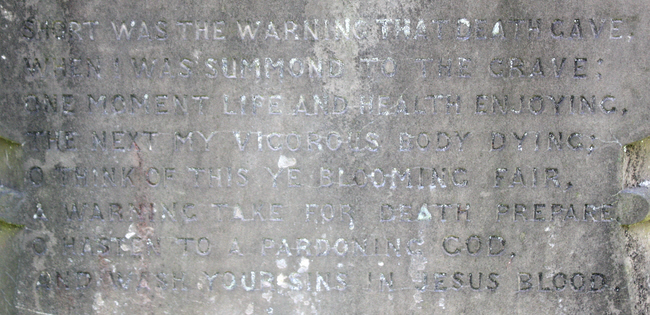 SHORT WAS THE WARNING THAT DEATH GAVE,
WHEN I WAS SUMMOND TO THE GRAVE;
ONE MOMENT LIFE AND HEALTH ENJOYING,
THE NEXT MY VIGOROUS BODY DYING;
O THINK OF THIS YE BLOOMING FAIR,
A WARNING TAKE FOR DEATH PREPARE
O HASTEN TO A PARDONING GOD,
AND WASH YOUR SINS IN JESUS BLOOD.